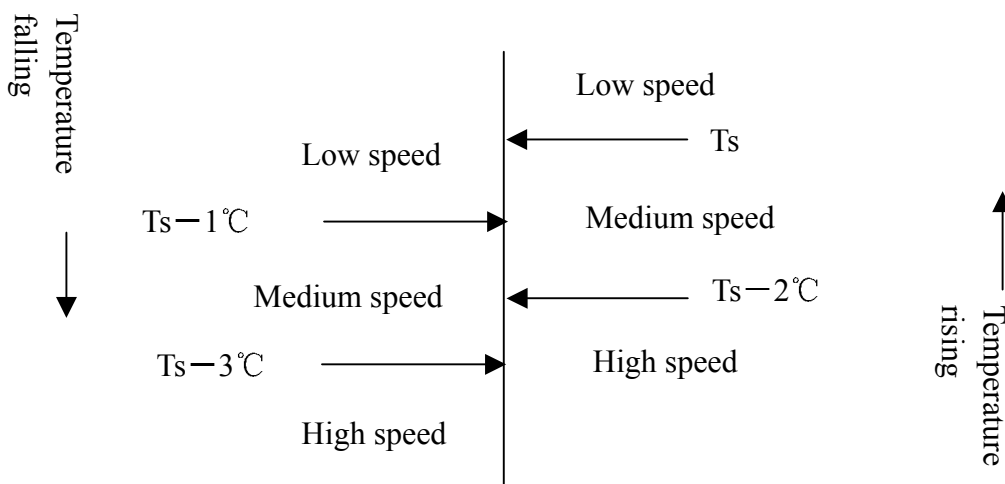 Temperature
falling
Low speed
Ts
Low speed
Ts－1℃
Medium speed
Medium speed
Ts－2℃
Ts－3℃
High speed
High speed
Temperature
rising